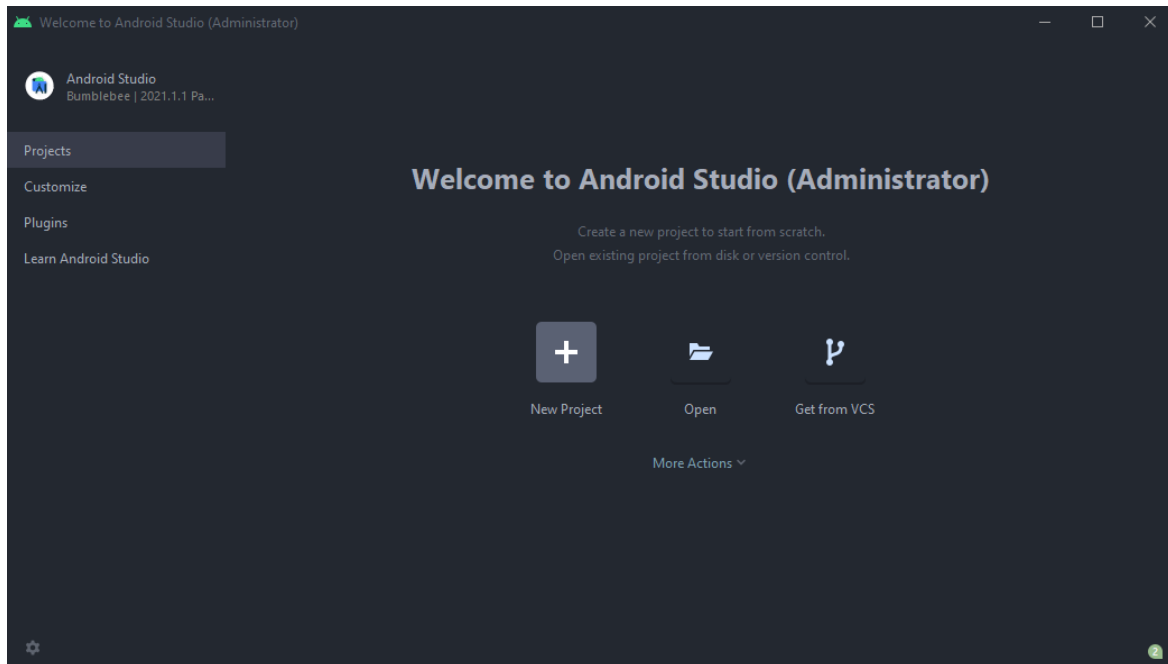 Welcome to Android Studio (Administrator)
Android Studio
Bumblebee | 2021.1.1 Pa...
Projects
Customize
Plugins
Learn Android Studio
Welcome to Android Studio (Administrator)
Create a new project to start from scratch.
Open existing project from disk or version control.
New Project
Open
Get from VCS
More Actions
2